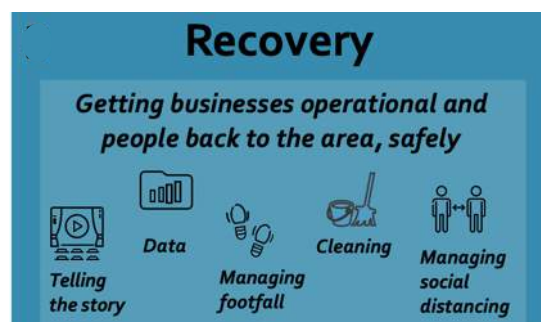 Recovery
Getting businesses operational and
people back to the area, safely
Telling
the story
Data
Managing
footfall
Cleaning
Managing
social
distancing